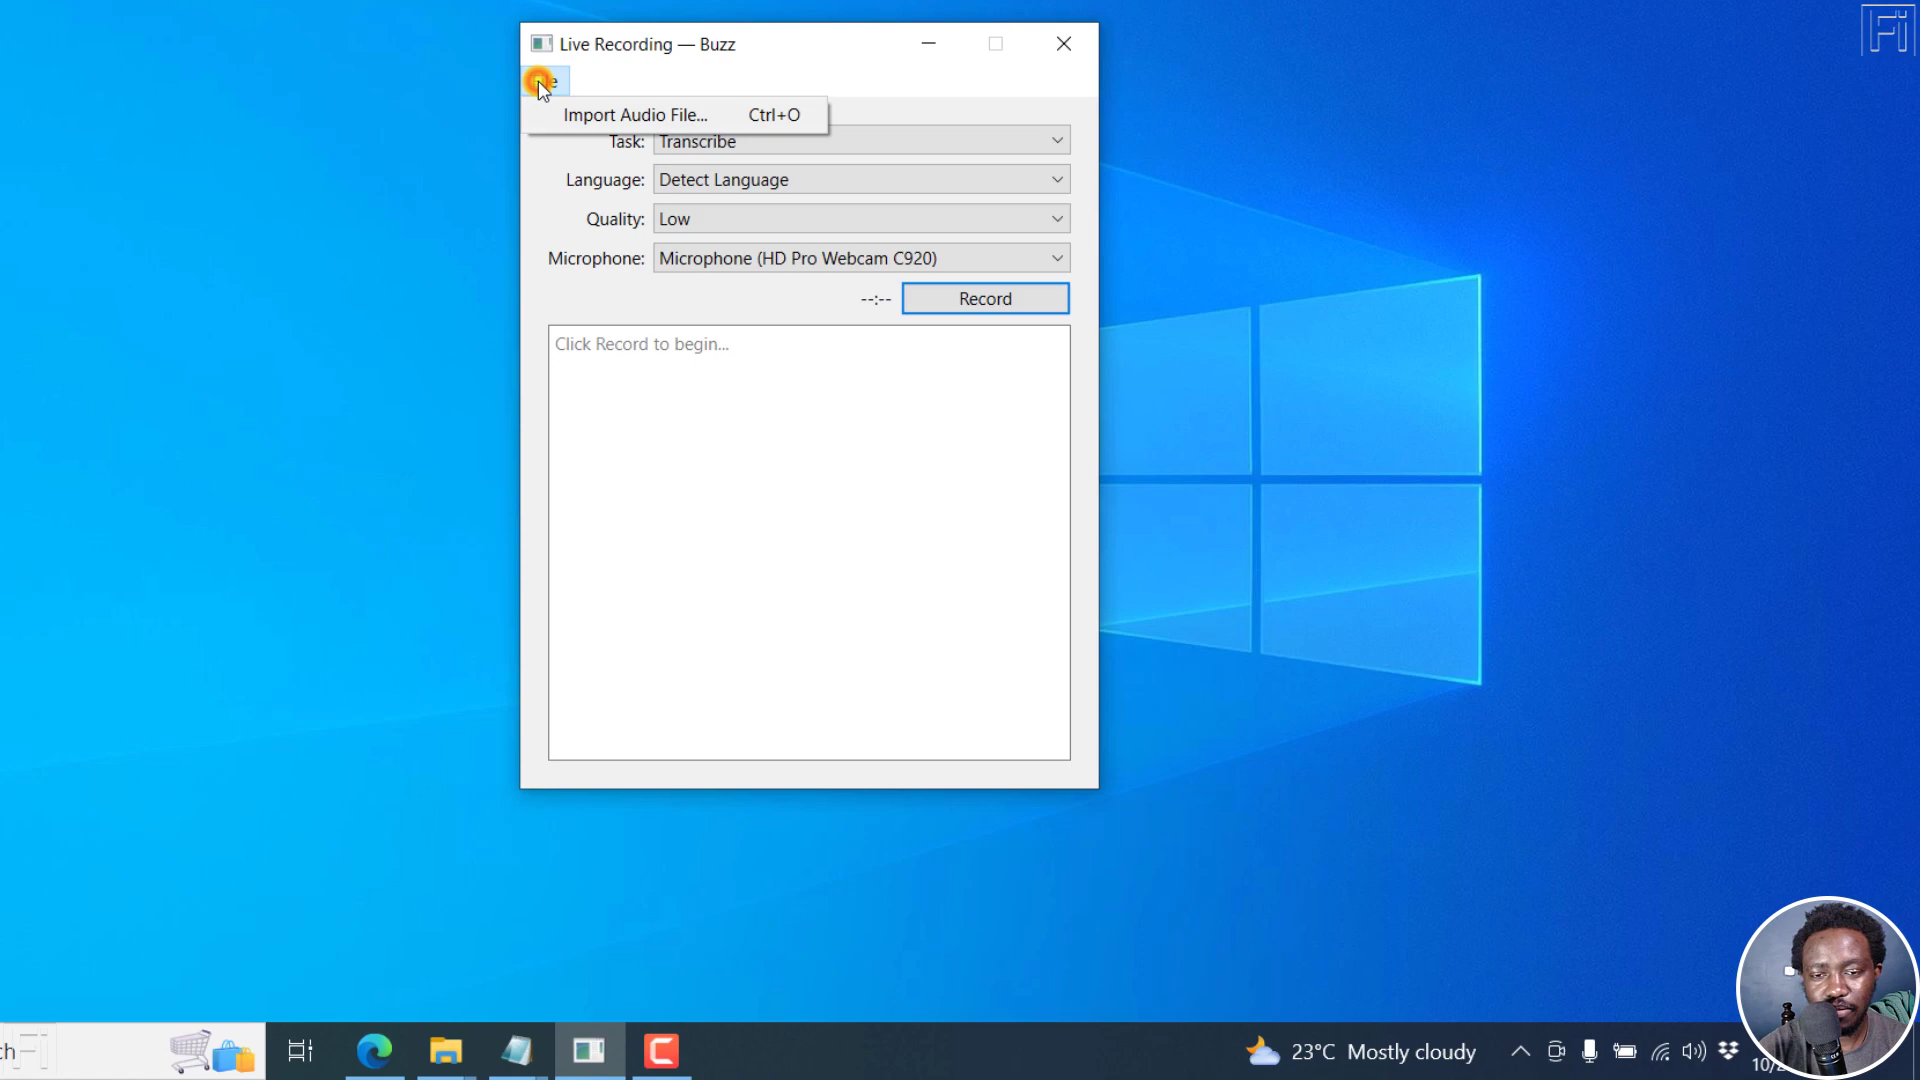 Live Recording — Buzz
Import Audio File... Ctrl+O
Task: Transcribe
Language: Detect Language
Quality: Low
Microphone: Microphone (HD Pro Webcam C920)
--:-- Record
Click Record to begin...
Fi
23°C Mostly cloudy